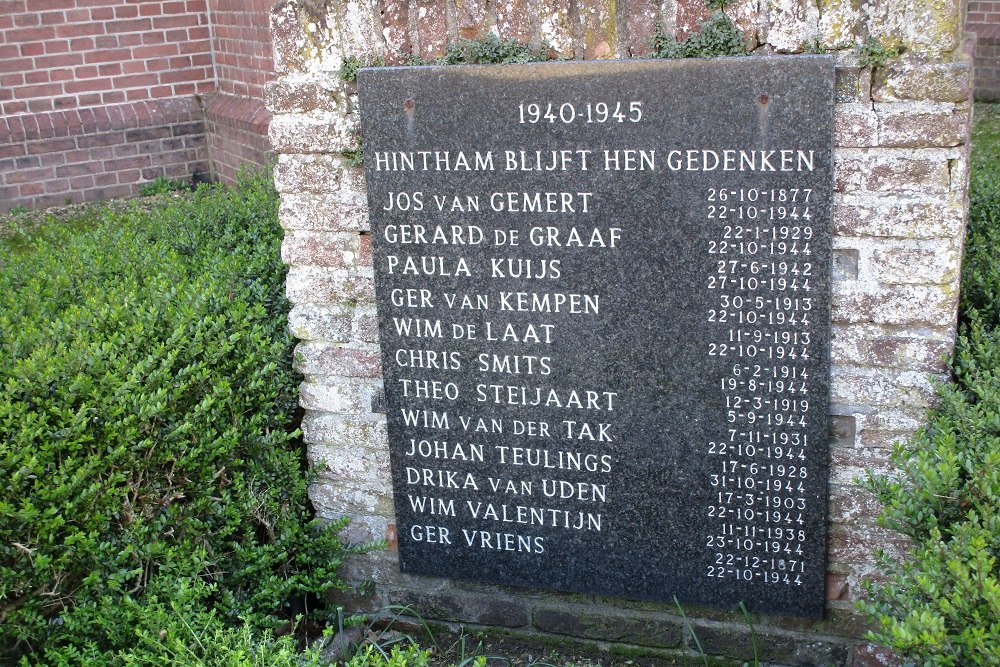 1940-1945
HINTHAM BLIJFT HEN GEDENKEN
JOS VAN GEMERT 26-10-1877
22-10-1944
GERARD DE GRAAF 22-1-1929
22-10-1944
PAULA KUIJS 27-6-1942
27-10-1944
GER VAN KEMPEN 30-5-1913
22-10-1944
WIM DE LAAT 11-9-1913
22-10-1944
CHRIS SMITS 6-2-1914
19-8-1944
THEO STEIJAART 12-3-1919
5-9-1944
WIM VAN DER TAK 7-11-1931
22-10-1944
JOHAN TEULINGS 17-6-1928
31-10-1944
DRIKA VAN UDEN 17-3-1903
22-10-1944
WIM VALENTIJN 11-11-1938
23-10-1944
GER VRIENS 22-12-1871
22-10-1944